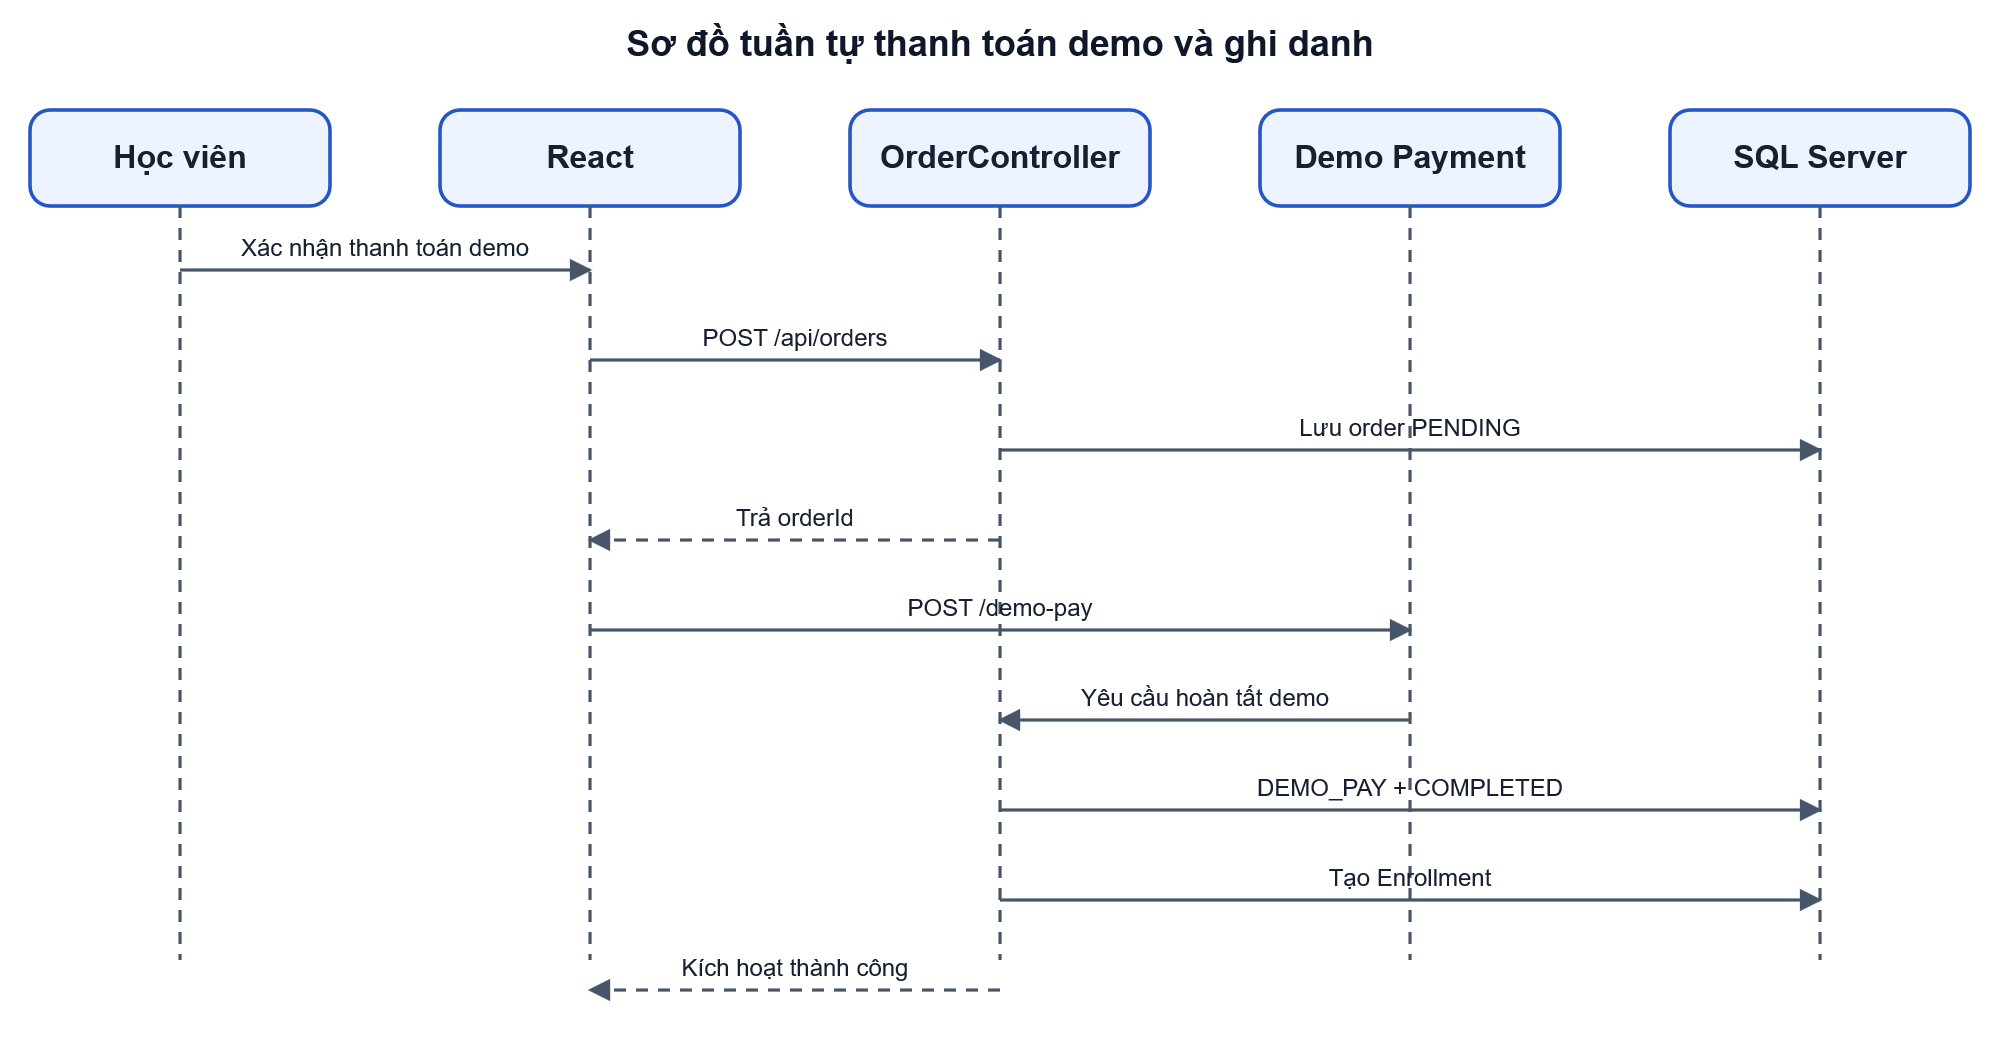 Sơ đồ tuần tự thanh toán demo và ghi danh
Học viên
React
OrderController
Demo Payment
SQL Server
Xác nhận thanh toán demo
POST /api/orders
Lưu order PENDING
Trả orderId
POST /demo-pay
Yêu cầu hoàn tất demo
DEMO_PAY + COMPLETED
Tạo Enrollment
Kích hoạt thành công